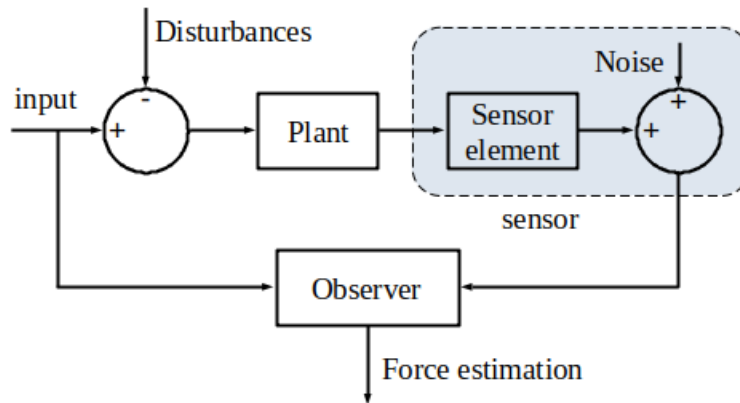 Disturbances
Noise
input
-
+
+
+
Plant
Sensor
element
sensor
Observer
Force estimation